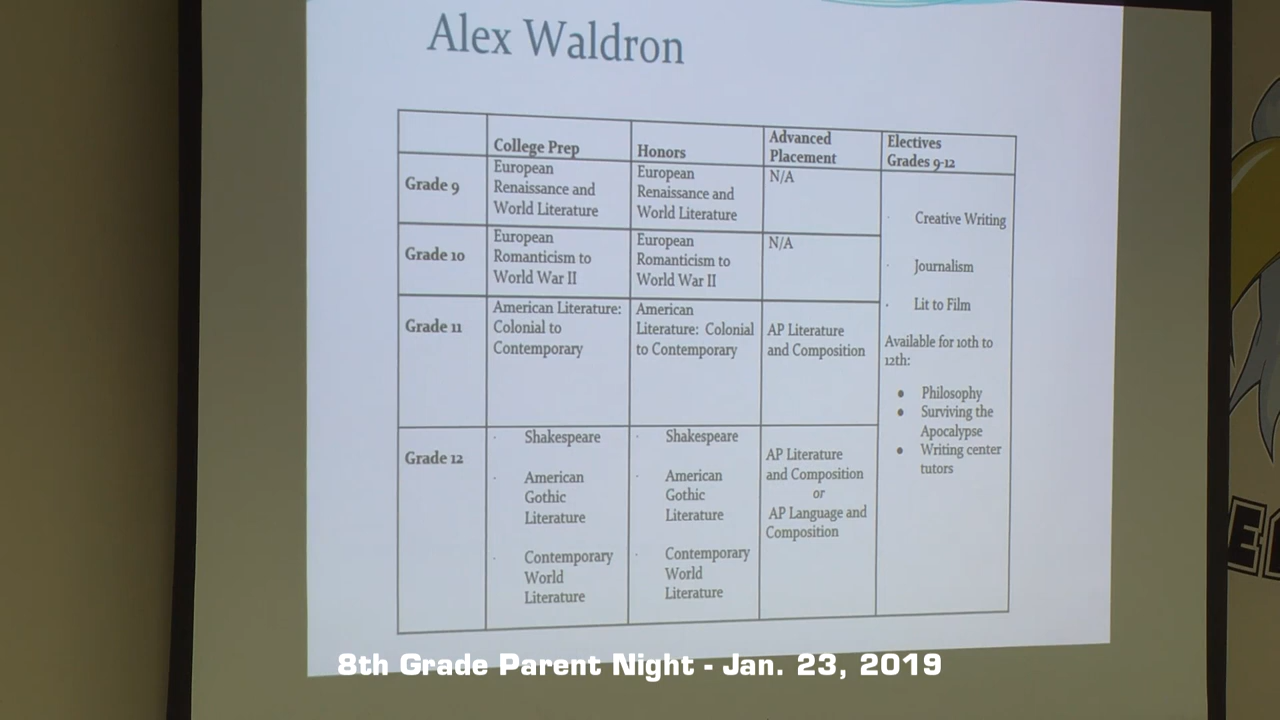 Alex Waldron
College Prep
Honors
Advanced
Placement
Electives
Grades 9-12
Grade 9
European
Renaissance and
World Literature
European
Renaissance and
World Literature
N/A
Grade 10
European
Romanticism to
World War II
European
Romanticism to
World War II
N/A
Grade 11
American Literature:
Colonial to
Contemporary
American
Literature: Colonial
to Contemporary
AP Literature
and Composition
Grade 12
· Shakespeare
· American
Gothic
Literature
· Contemporary
World
Literature
· Shakespeare
· American
Gothic
Literature
· Contemporary
World
Literature
AP Literature
and Composition
or
AP Language and
Composition
· Creative Writing
· Journalism
· Lit to Film
Available for 10th to
12th:
● Philosophy
● Surviving the
Apocalypse
● Writing center
tutors
8th Grade Parent Night - Jan. 23, 2019